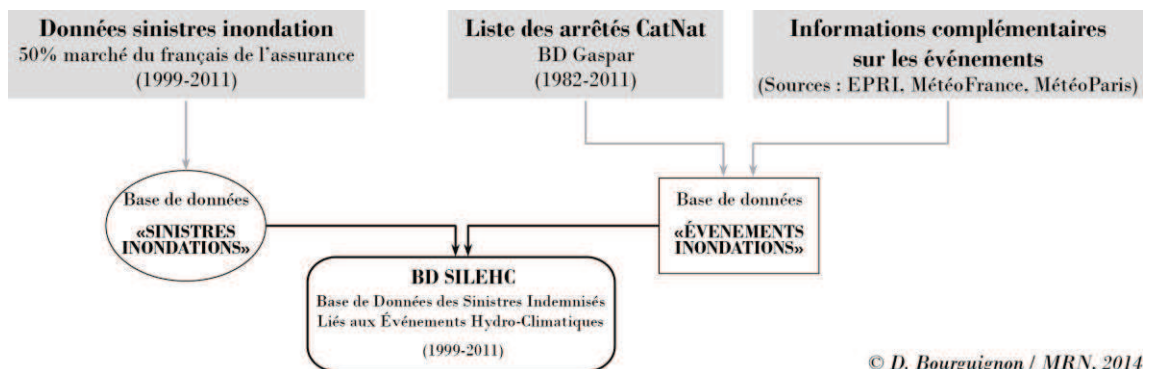 Données sinistres inondation
50% marché du français de l'assurance
(1999-2011)
Liste des arrêtés CatNat
BD Gaspar
(1982-2011)
Informations complémentaires
sur les événements
(Sources : EPRI, MétéoFrance, MétéoParis)
Base de données
«SINISTRES
INONDATIONS»
Base de données
«ÉVENEMENTS
INONDATIONS»
BD SILEHC
Base de Données des Sinistres Indemnisés
Liés aux Événements Hydro-Climatiques
(1999-2011)
© D. Bourguignon / MRN, 2014